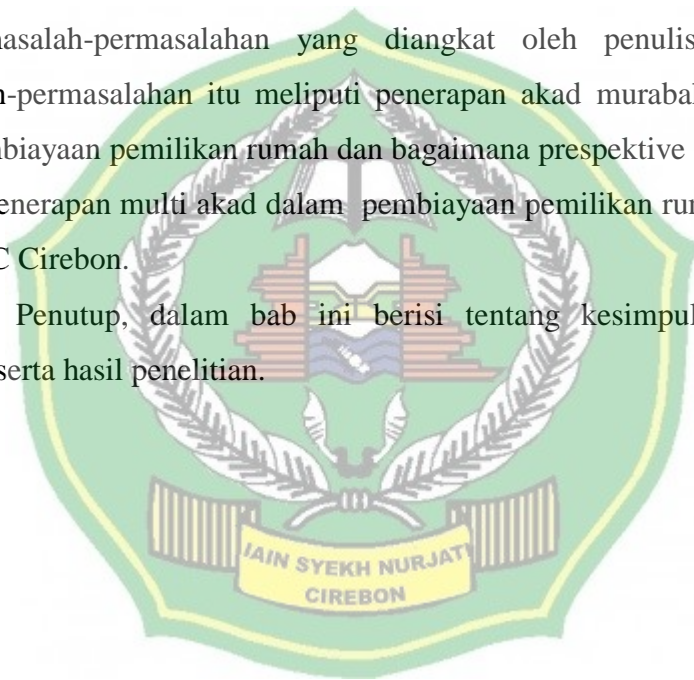 masalah-permasalahan yang diangkat oleh penulis
n-permasalahan itu meliputi penerapan akad muraba
biayaan pemilikan rumah dan bagaimana prespektive
enerapan multi akad dalam pembiayaan pemilikan ru
C Cirebon.
Penutup, dalam bab ini berisi tentang kesimpul
serta hasil penelitian.
IAIN SYEKH NURJATI
CIREBON